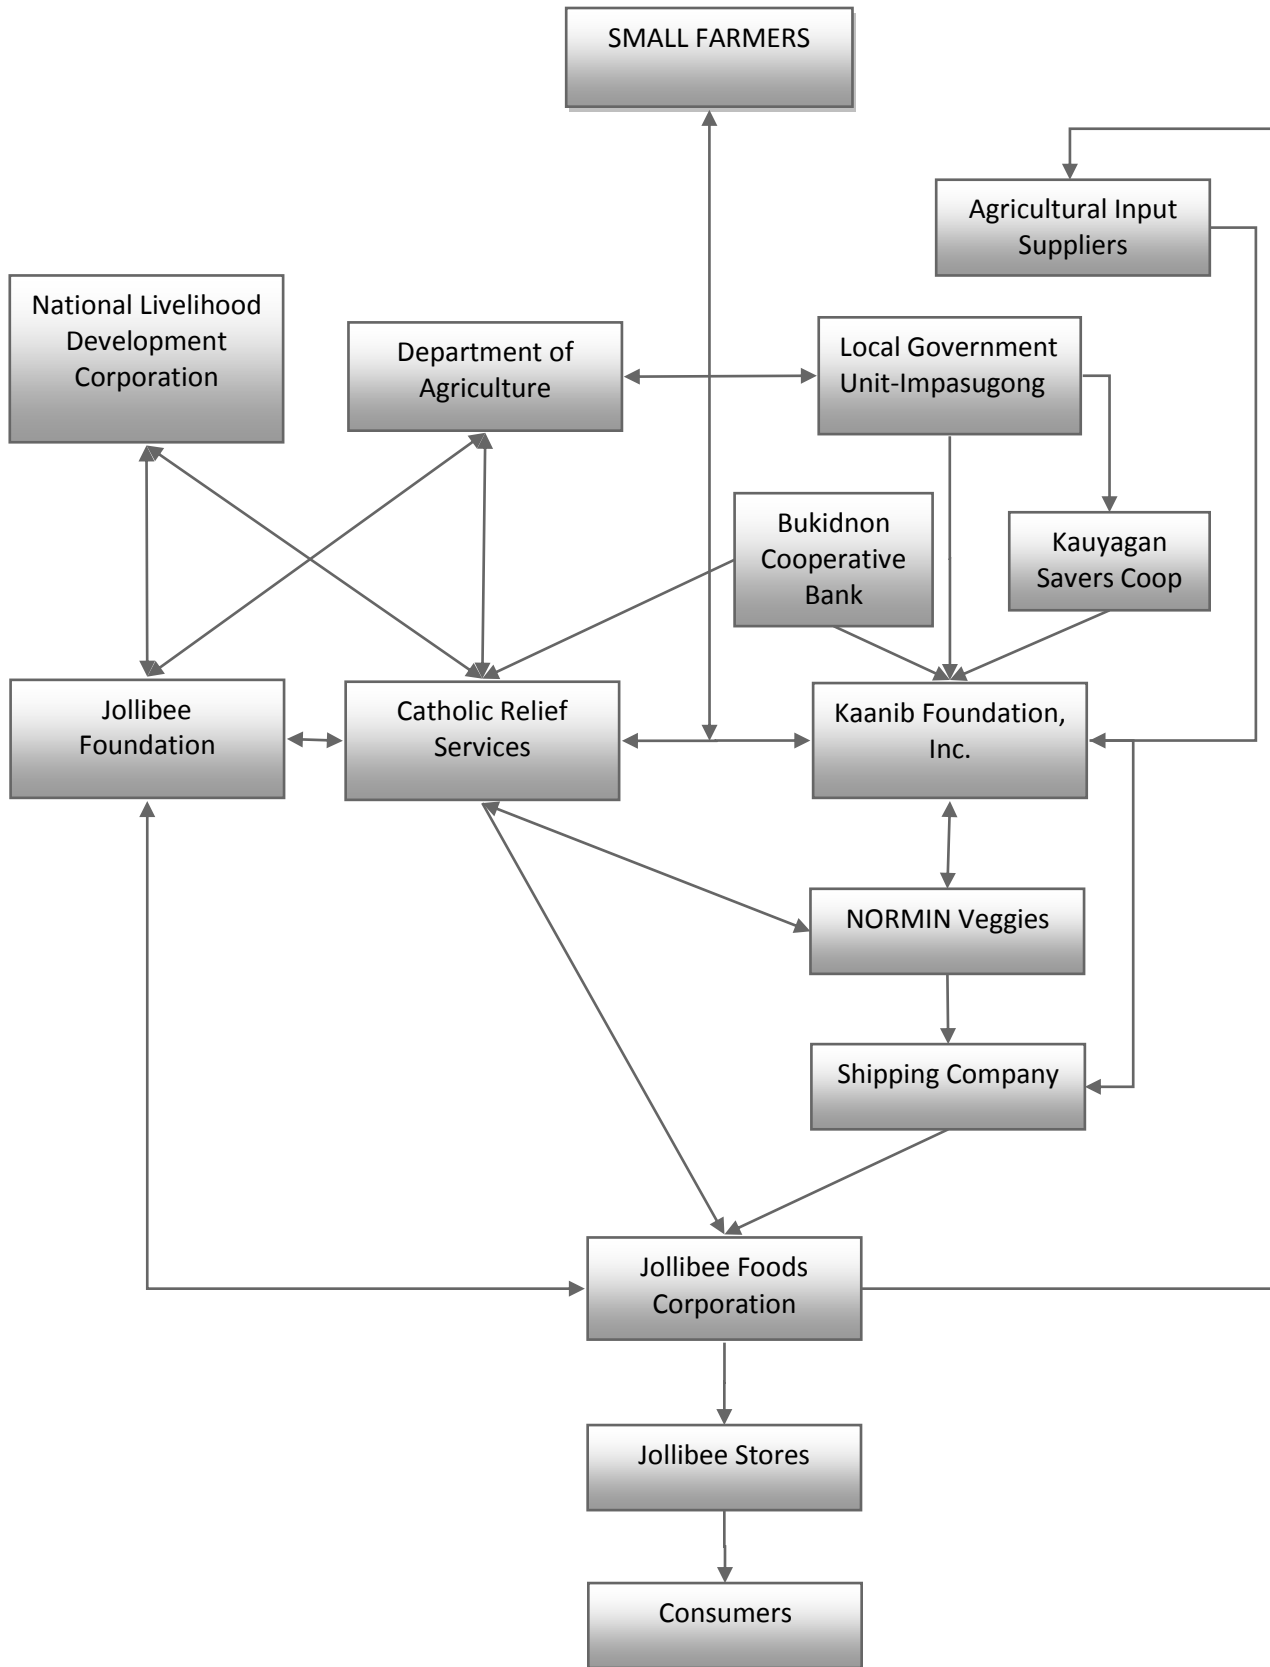 SMALL FARMERS
Agricultural Input
Suppliers
National Livelihood
Development
Corporation
Department of
Agriculture
Local Government
Unit-Impasugong
Bukidnon
Cooperative
Bank
Kauyagan
Savers Coop
Jollibee
Foundation
Catholic Relief
Services
Kaanib Foundation,
Inc.
NORMIN Veggies
Shipping Company
Jollibee Foods
Corporation
Jollibee Stores
Consumers